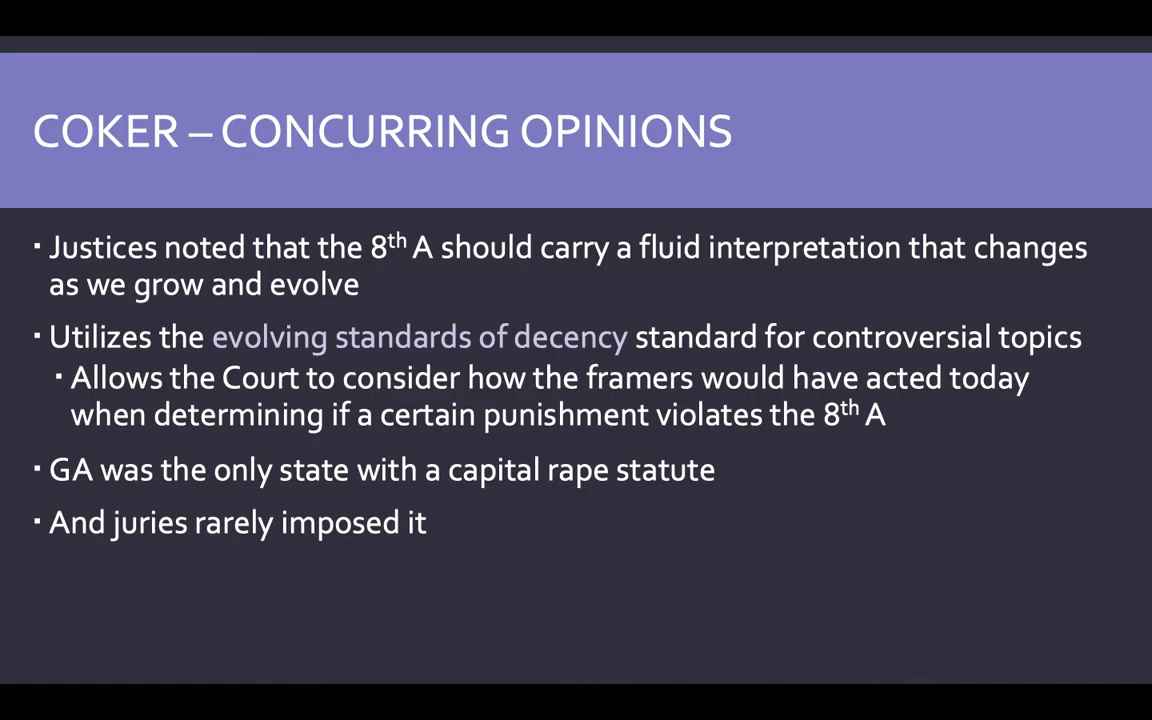 COKER – CONCURRING OPINIONS
▪ Justices noted that the 8th A should carry a fluid interpretation that changes
as we grow and evolve
▪ Utilizes the evolving standards of decency standard for controversial topics
▪ Allows the Court to consider how the framers would have acted today
when determining if a certain punishment violates the 8th A
▪ GA was the only state with a capital rape statute
▪ And juries rarely imposed it